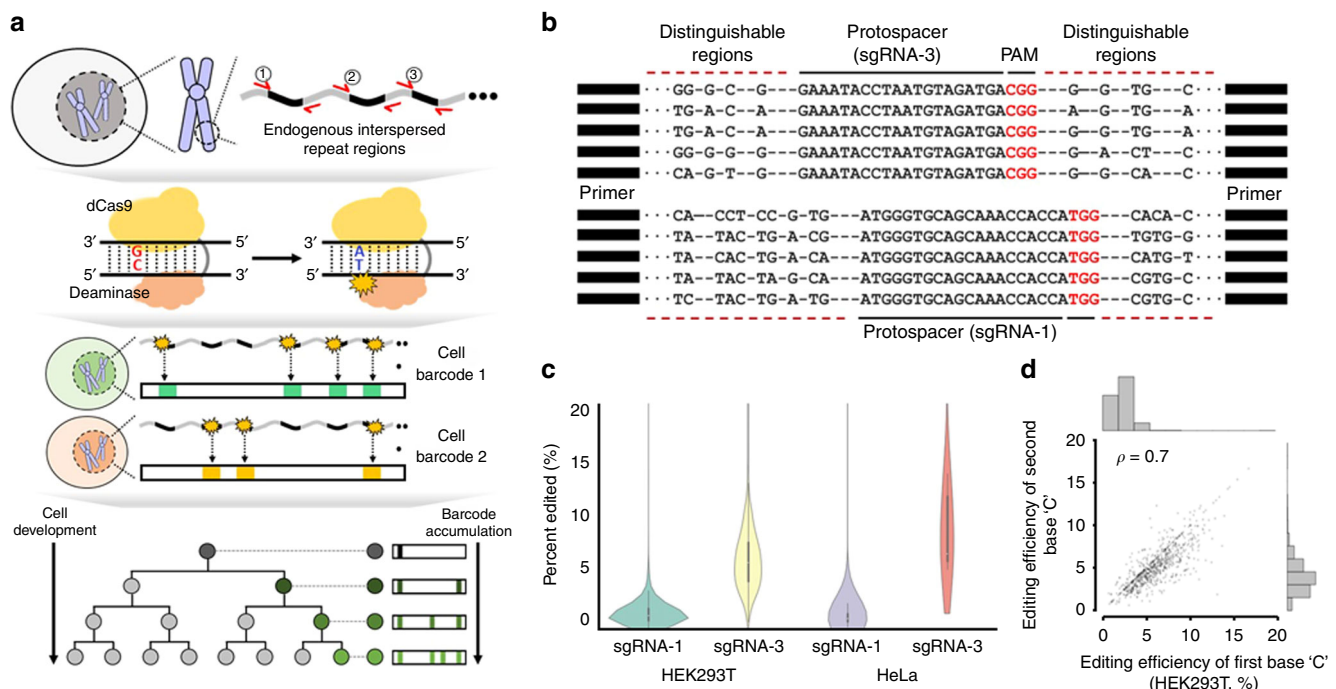 a
① ② ③
Endogenous interspersed
repeat regions
dCas9
3′ 5′ 3′ 5′
G A
C T
5′ 3′ 5′ 3′
Deaminase
Cell
barcode 1
Cell
barcode 2
Cell
development
Barcode
accumulation
b
Distinguishable
regions
Protospacer
(sgRNA-3)
PAM
Distinguishable
regions
···GG-G-C--G---GAAATACCTAATGTAGATGACGG---G—-G--TG---C···
···TG-A-C--A---GAAATACCTAATGTAGATGACGG---A—-G--TG---A···
···TG-A-C--A---GAAATACCTAATGTAGATGACGG---A—-G--TG---A···
···GG-G-G--G---GAAATACCTAATGTAGATGACGG---G—-A--CT---C···
···CA-G-T--G---GAAATACCTAATGTAGATGACGG---G—-G--CA---C···
Primer Primer
···CA—-CCT-CC-G-TG---ATGGGTGCAGCAAACCACCATGG---CACA-C···
···TA--TAC-TG-A-CG---ATGGGTGCAGCAAACCACCATGG---TGTG-G···
···TA--CAC-TG-A-CA---ATGGGTGCAGCAAACCACCATGG---CATG-T···
···TA--TAC-TA-G-CA---ATGGGTGCAGCAAACCACCATGG---CGTG-C···
···TC--TAC-TG-A-TG---ATGGGTGCAGCAAACCACCATGG---CGTG-C···
Protospacer (sgRNA-1)
c
Percent edited (%)
20
15
10
5
0
sgRNA-1 sgRNA-3 sgRNA-1 sgRNA-3
HEK293T HeLa
d
ρ = 0.7
Editing efficiency of second
base ‘C’
20
15
10
5
0
0 5 10 15 20
Editing efficiency of first base ‘C’
(HEK293T, %)